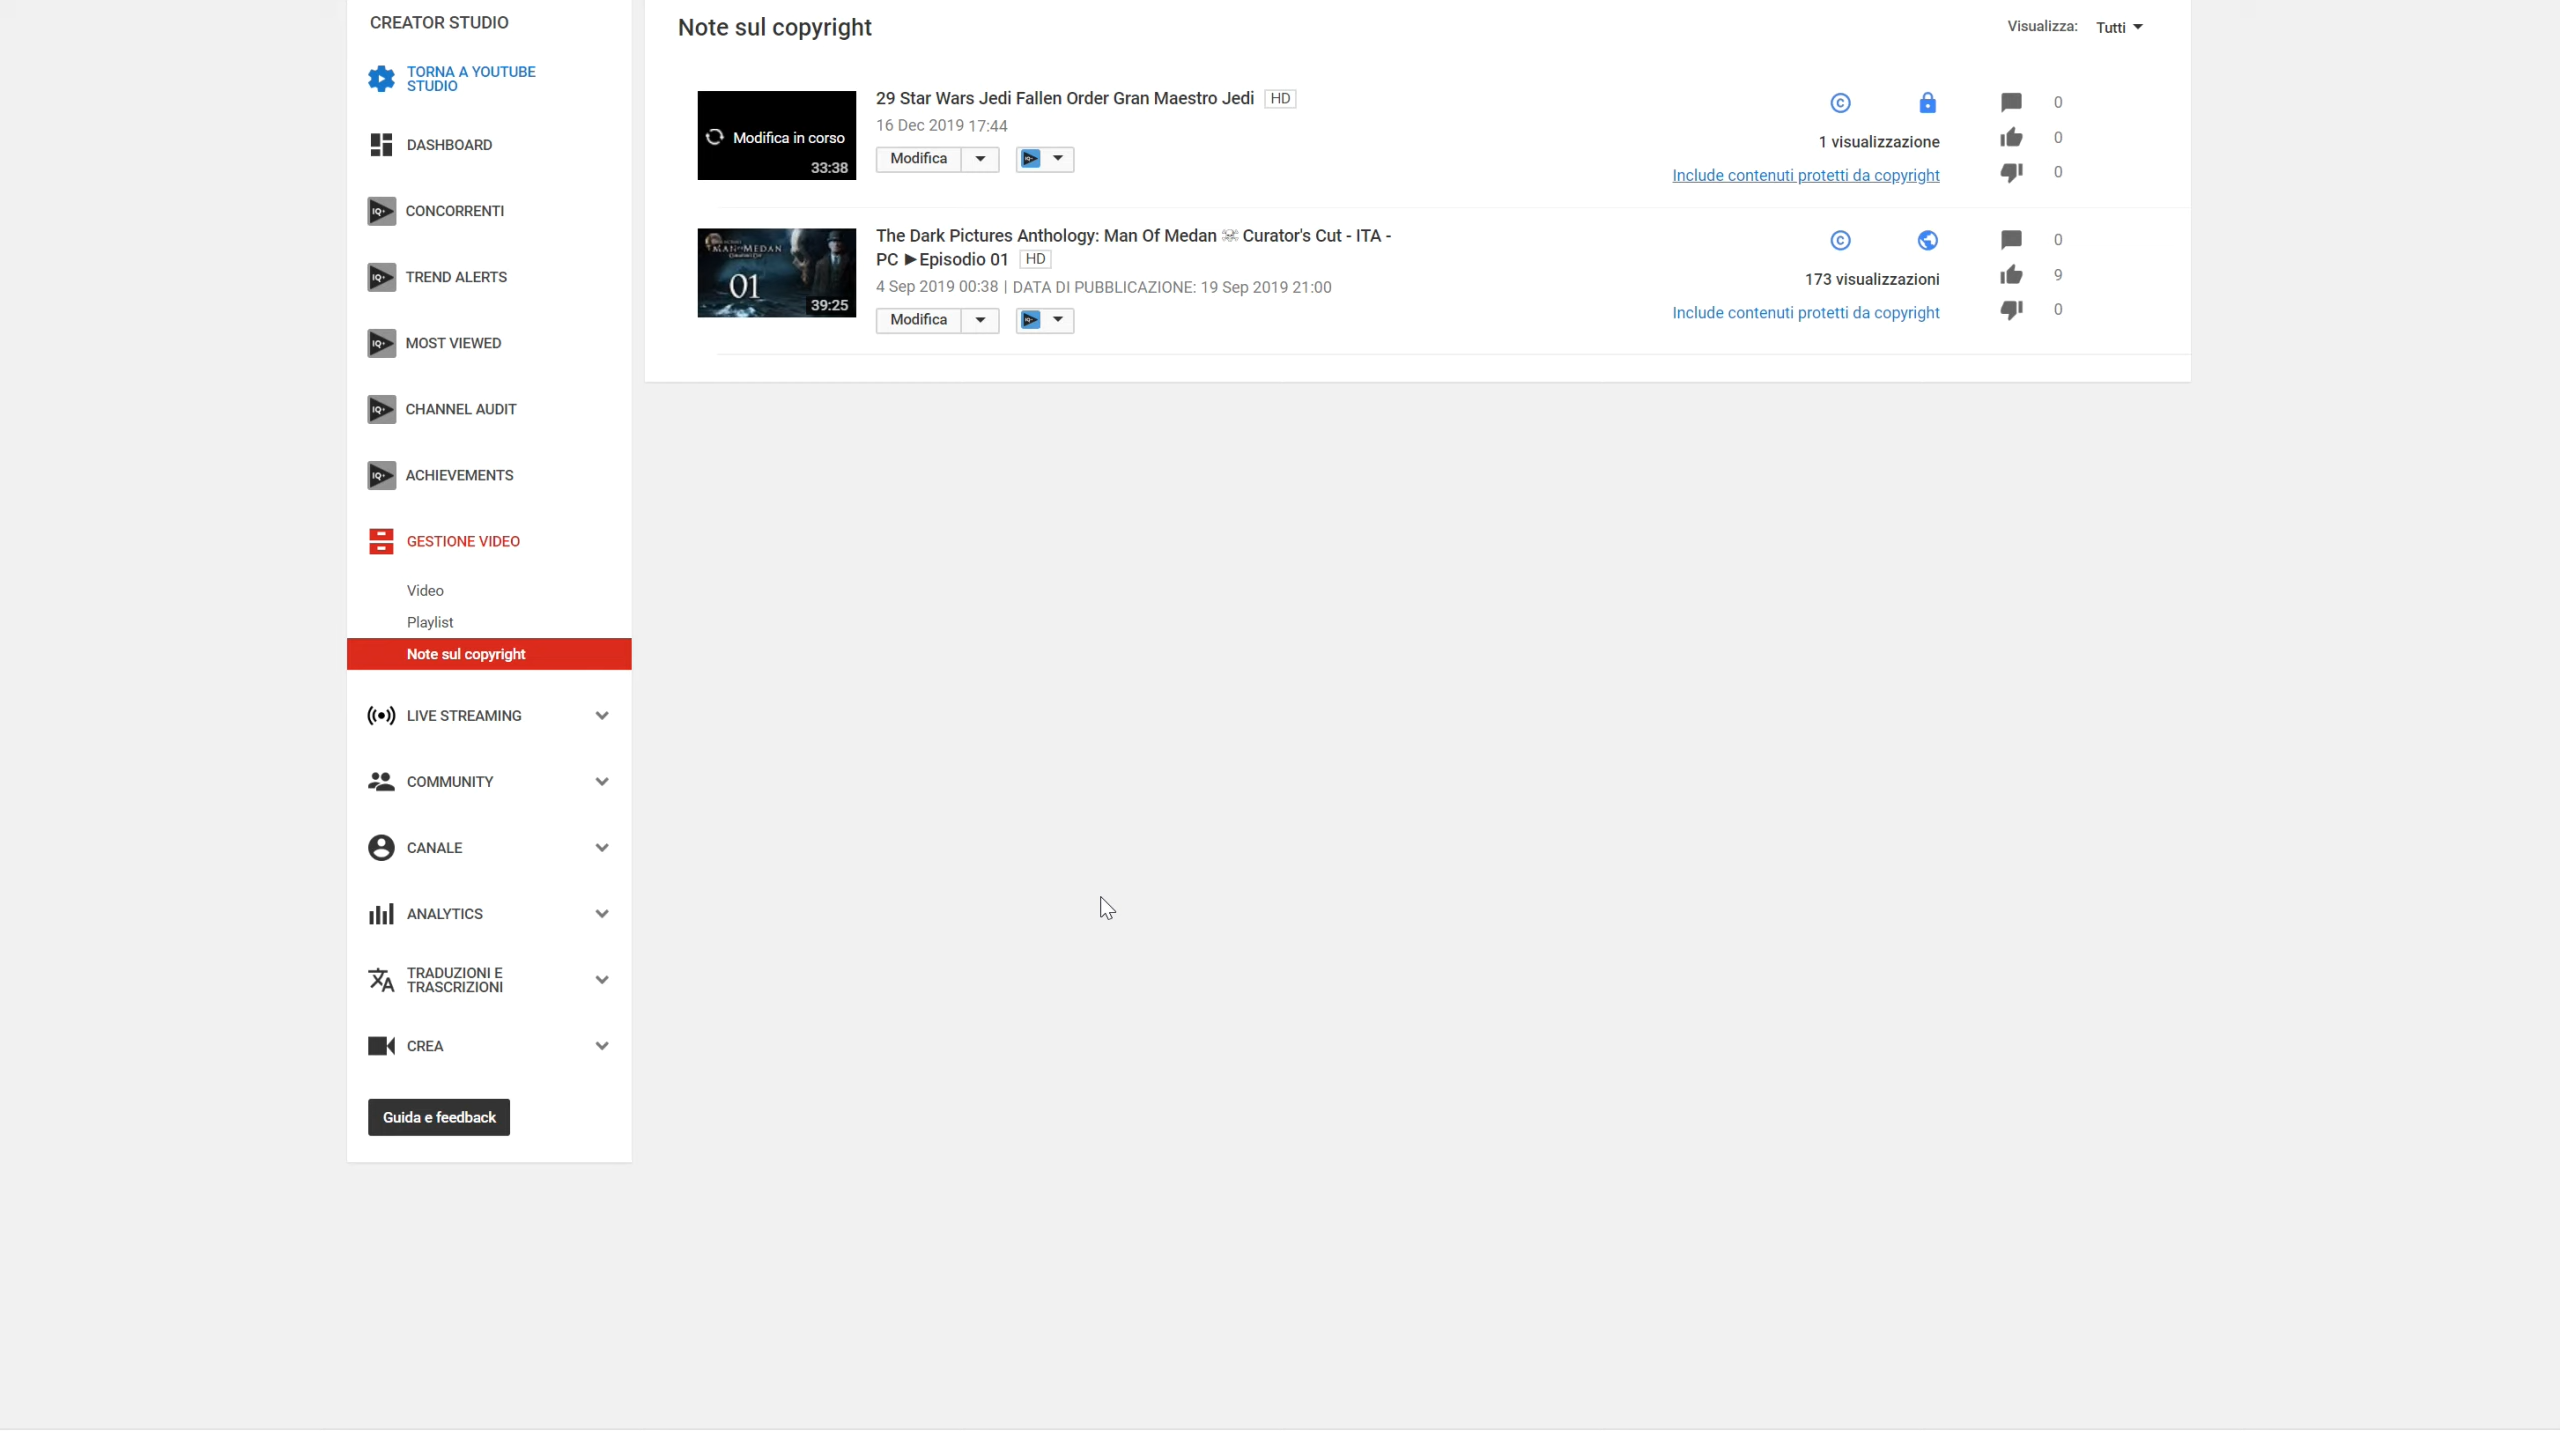 CREATOR STUDIO
TORNA A YOUTUBE
STUDIO
DASHBOARD
CONCORRENTI
TREND ALERTS
MOST VIEWED
CHANNEL AUDIT
ACHIEVEMENTS
GESTIONE VIDEO
Video
Playlist
Note sul copyright
LIVE STREAMING
COMMUNITY
CANALE
ANALYTICS
TRADUZIONI E
TRASCRIZIONI
CREA
Guida e feedback
Note sul copyright
Visualizza: Tutti
Modifica in corso
33:38
29 Star Wars Jedi Fallen Order Gran Maestro Jedi HD
16 Dec 2019 17:44
Modifica
1 visualizzazione
Include contenuti protetti da copyright
0
0
0
MAN OF MEDAN
01
39:25
The Dark Pictures Anthology: Man Of Medan ☠ Curator's Cut - ITA -
PC ►Episodio 01 HD
4 Sep 2019 00:38 | DATA DI PUBBLICAZIONE: 19 Sep 2019 21:00
Modifica
173 visualizzazioni
Include contenuti protetti da copyright
0
9
0